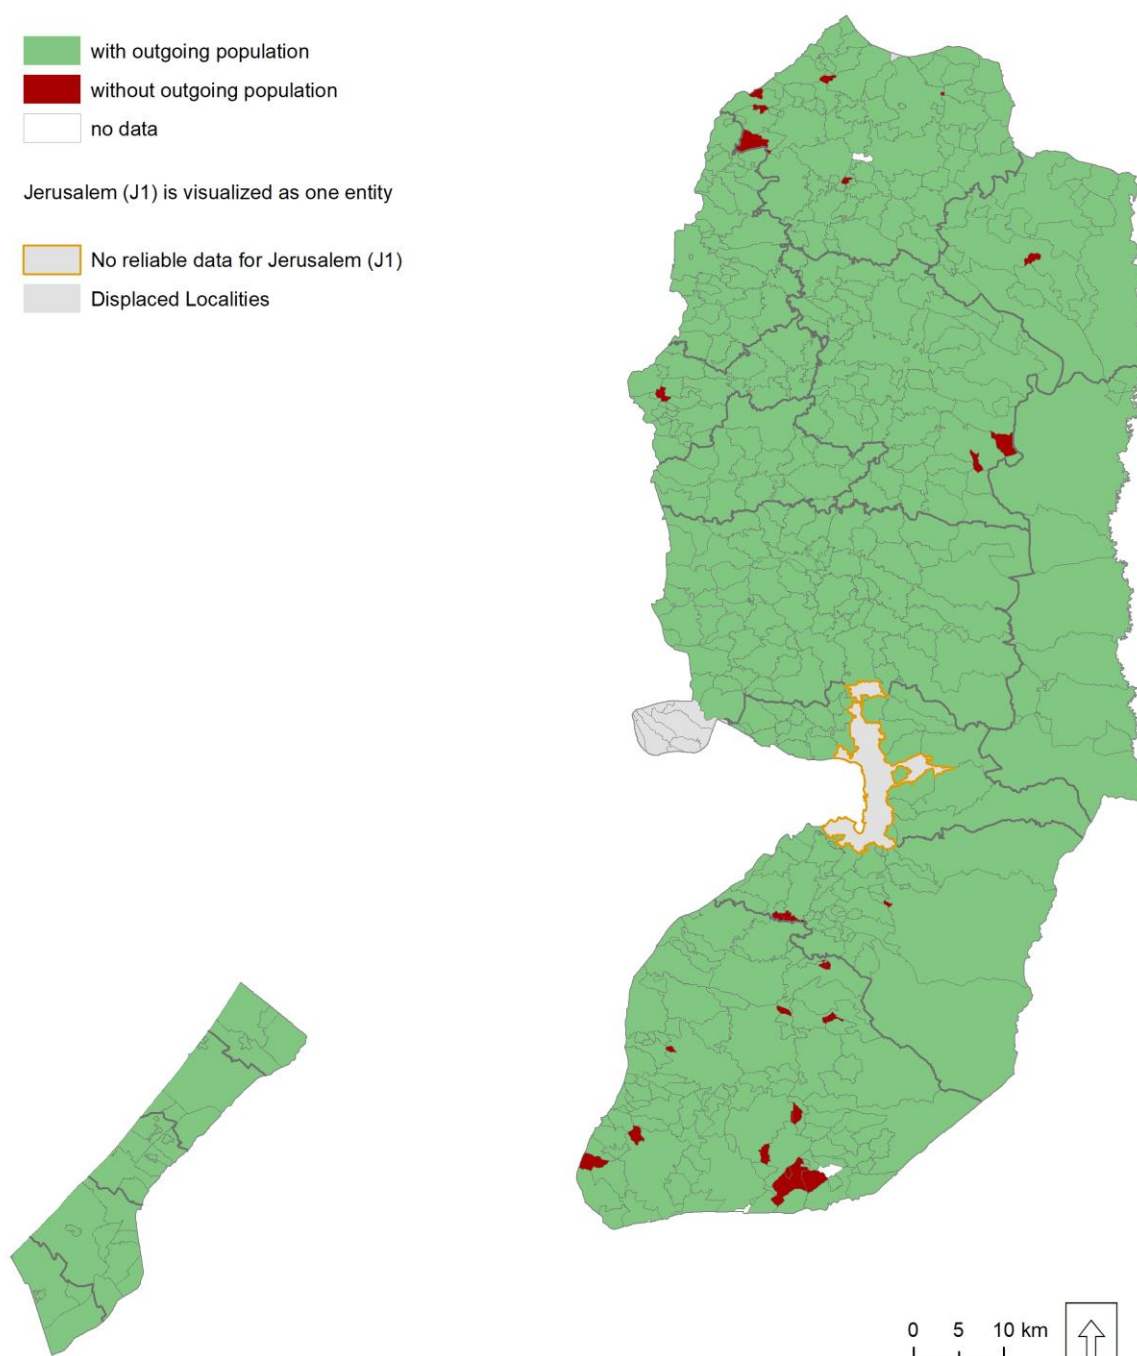 with outgoing population
without outgoing population
no data
Jerusalem (J1) is visualized as one entity
No reliable data for Jerusalem (J1)
Displaced Localities
0 5 10 km